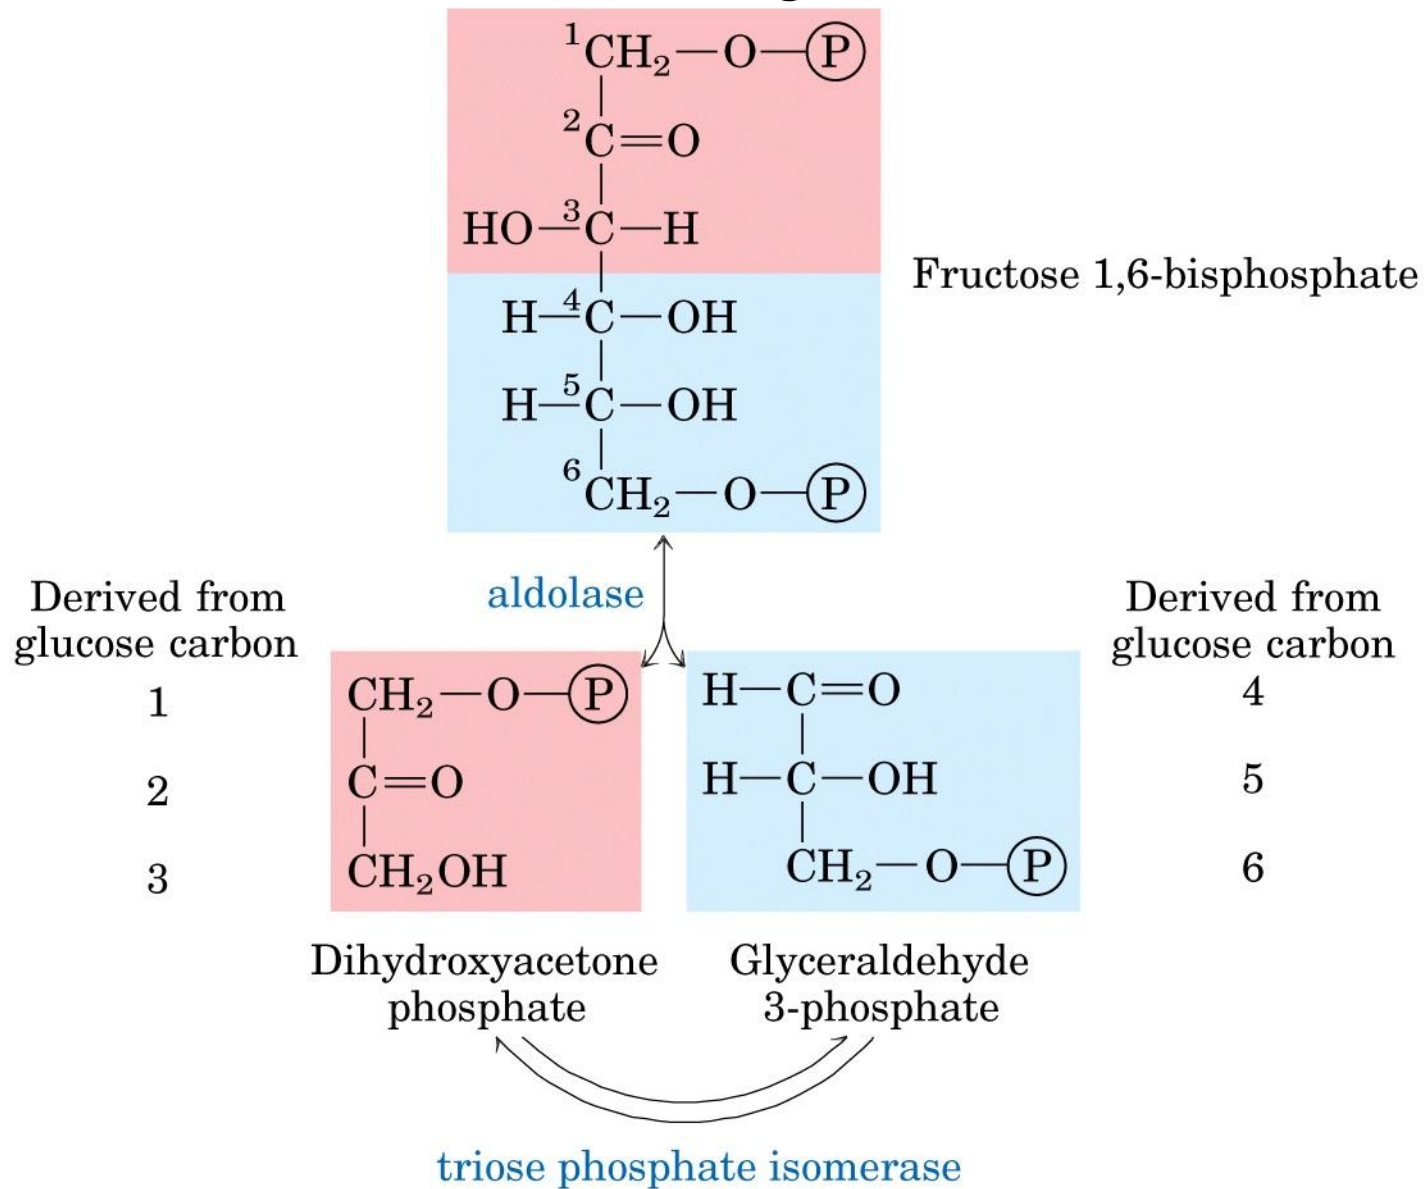 1CH2—O—P
2C=O
HO—3C—H
Fructose 1,6-bisphosphate
H—4C—OH
H—5C—OH
6CH2—O—P
aldolase
Derived from
glucose carbon
1
2
3
CH2—O—P
C=O
CH2OH
Dihydroxyacetone
phosphate
H—C=O
H—C—OH
CH2—O—P
Glyceraldehyde
3-phosphate
Derived from
glucose carbon
4
5
6
triose phosphate isomerase